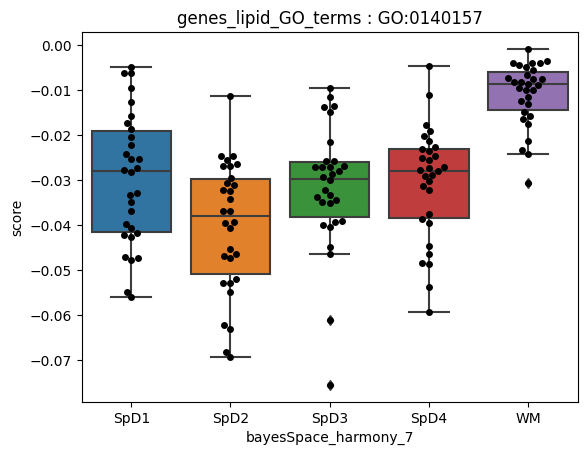 genes_lipid_GO_terms : GO:0140157
0.00
−0.01
−0.02
−0.03
−0.04
−0.05
−0.06
−0.07
score
SpD1 SpD2 SpD3 SpD4 WM
bayesSpace_harmony_7